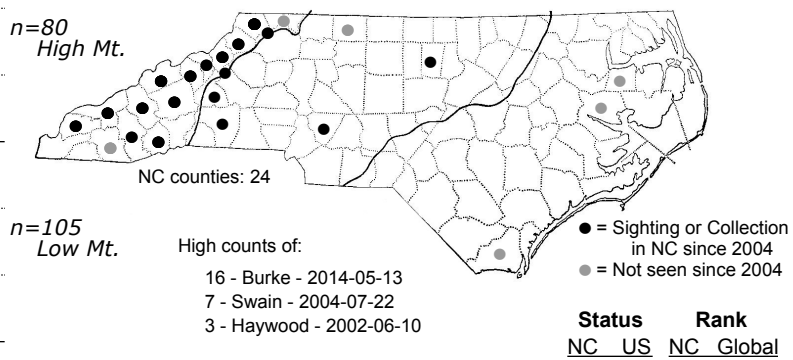 n=80
High Mt.
NC counties: 24
n=105
Low Mt.
High counts of:
16 - Burke - 2014-05-13
7 - Swain - 2004-07-22
3 - Haywood - 2002-06-10
● = Sighting or Collection
in NC since 2004
● = Not seen since 2004
Status Rank
NC US NC Global